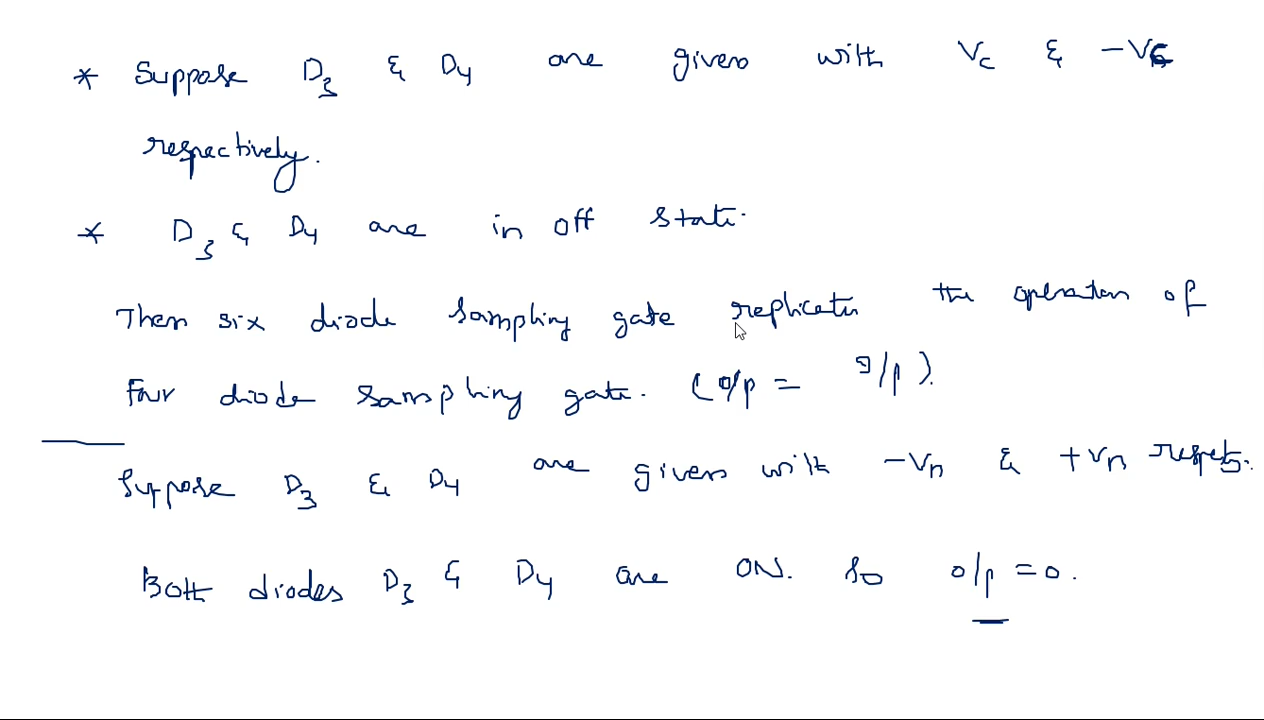 * Suppose D3 & D4 are given with Vc & -Vc
respectively.
* D3 & D4 are in off state.
Then six diode sampling gate replicates the operation of
Four diode sampling gate. (o/p = I/p).
Suppose D3 & D4 are given with -Vn & +Vn
Both diodes D3 & D4 are ON. So o/p = 0.